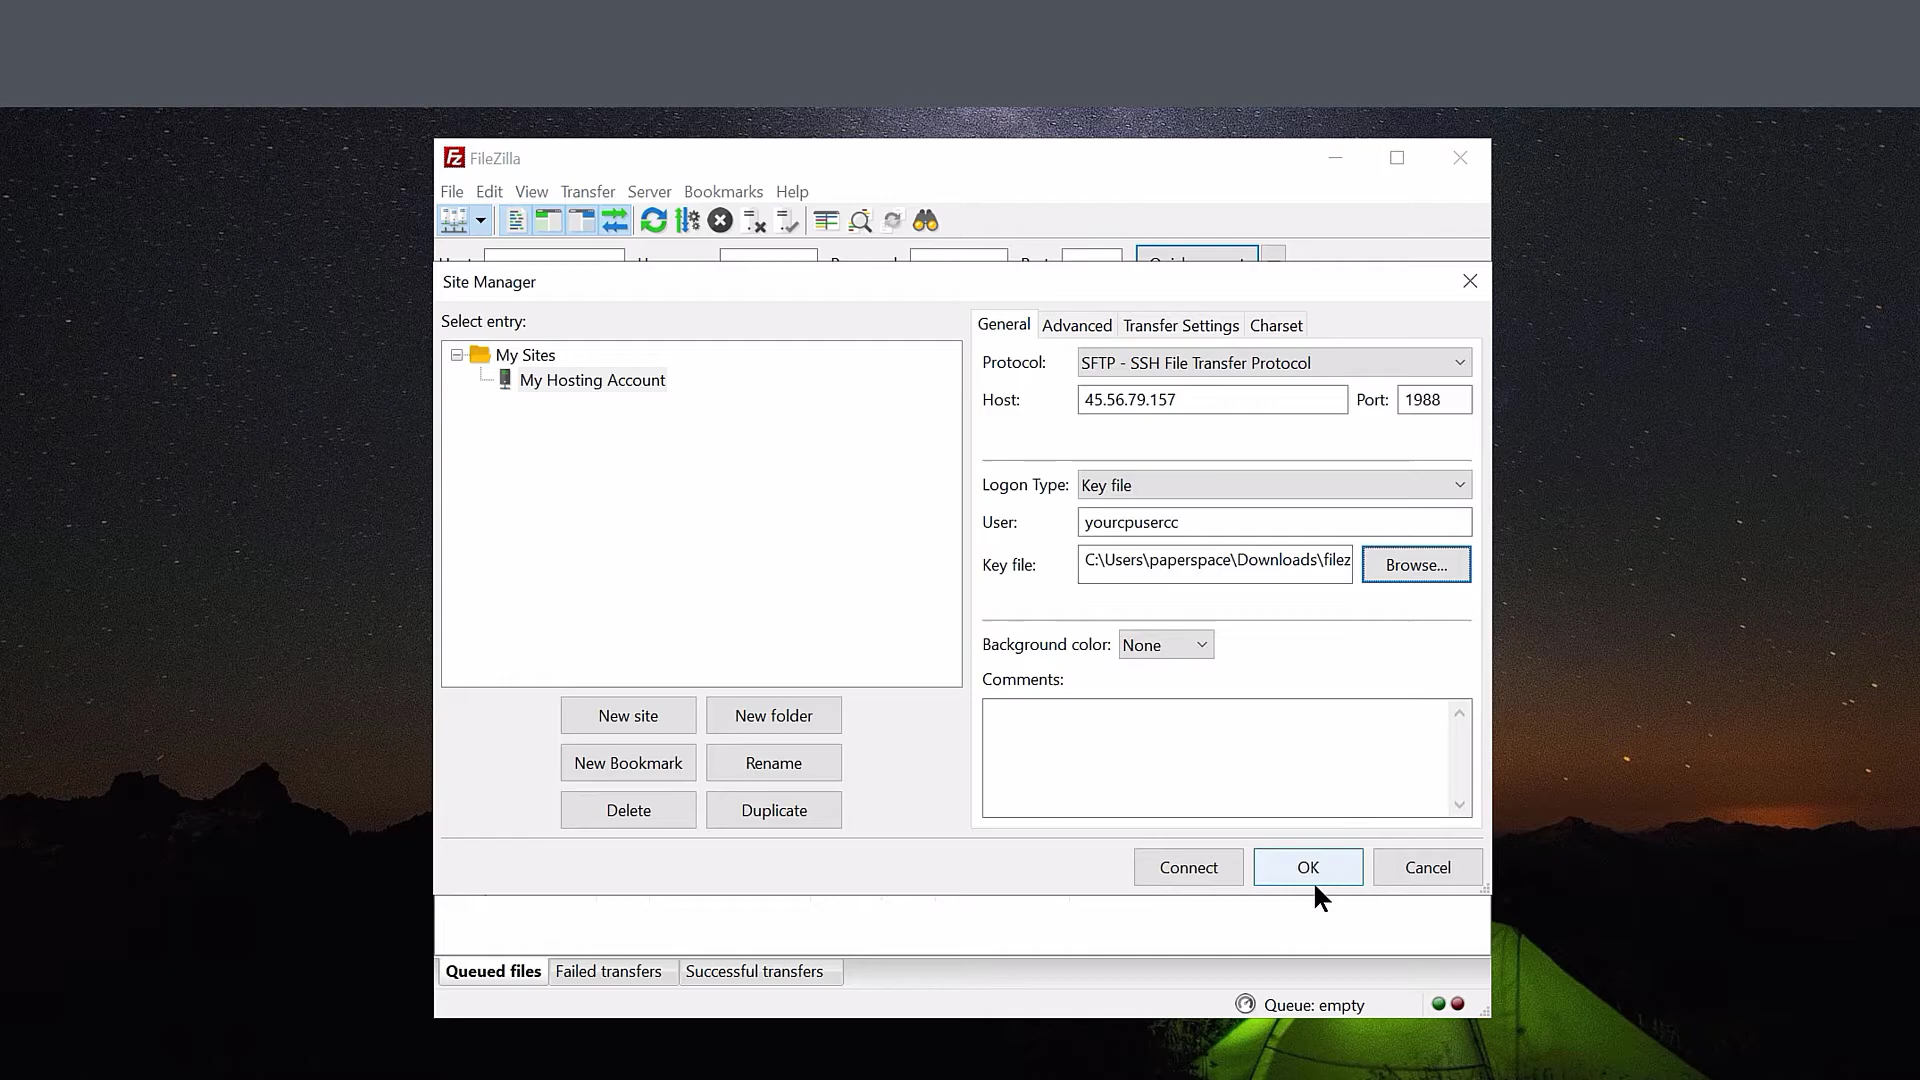 FileZilla
File Edit View Transfer Server Bookmarks Help
Site Manager
Select entry:
My Sites
My Hosting Account
New site New folder
New Bookmark Rename
Delete Duplicate
General Advanced Transfer Settings Charset
Protocol: SFTP - SSH File Transfer Protocol
Host: 45.56.79.157 Port: 1988
Logon Type: Key file
User: yourcpusercc
Key file: C:\Users\paperspace\Downloads\filez Browse...
Background color: None
Comments:
Connect OK Cancel
Queued files Failed transfers Successful transfers
Queue: empty